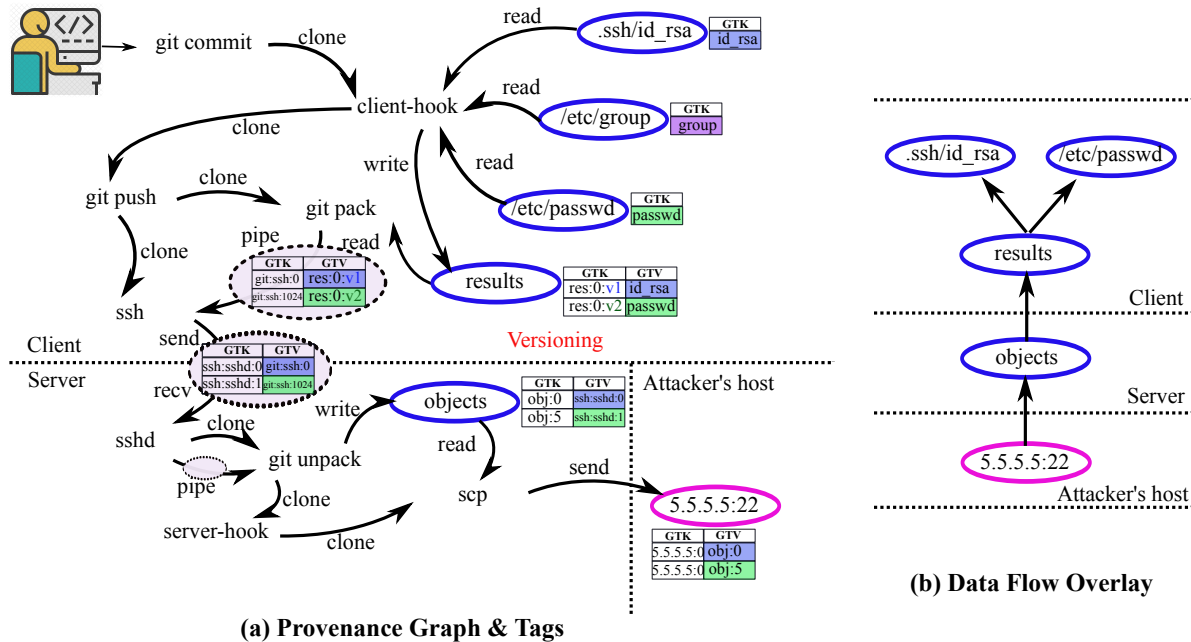 git commit
clone
read
.ssh/id_rsa
GTK
id_rsa
client-hook
read
/etc/group
GTK
group
clone
write
read
/etc/passwd
GTK
passwd
git push
clone
git pack
pipe
read
clone
GTK GTV
git:ssh:0 res:0:v1
git:ssh:1024 res:0:v2
results
GTK GTV
res:0:v1 id_rsa
res:0:v2 passwd
ssh
send
Versioning
Client
Server
GTK GTV
ssh:sshd:0 git:ssh:0
ssh:sshd:1 git:ssh:1024
recv
Attacker's host
write
objects
GTK GTV
obj:0 ssh:sshd:0
obj:5 ssh:sshd:1
sshd
clone
git unpack
read
pipe
clone
scp
send
5.5.5.5:22
server-hook
clone
GTK GTV
5.5.5.5:0 obj:0
5.5.5.5:0 obj:5
(a) Provenance Graph & Tags
.ssh/id_rsa
/etc/passwd
results
Client
objects
Server
5.5.5.5:22
Attacker's host
(b) Data Flow Overlay